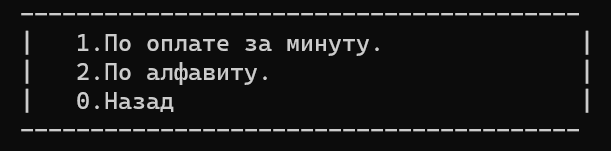 ----------------------------------------
|   1.По оплате за минуту.              |
|   2.По алфавиту.                      |
|   0.Назад                             |
----------------------------------------